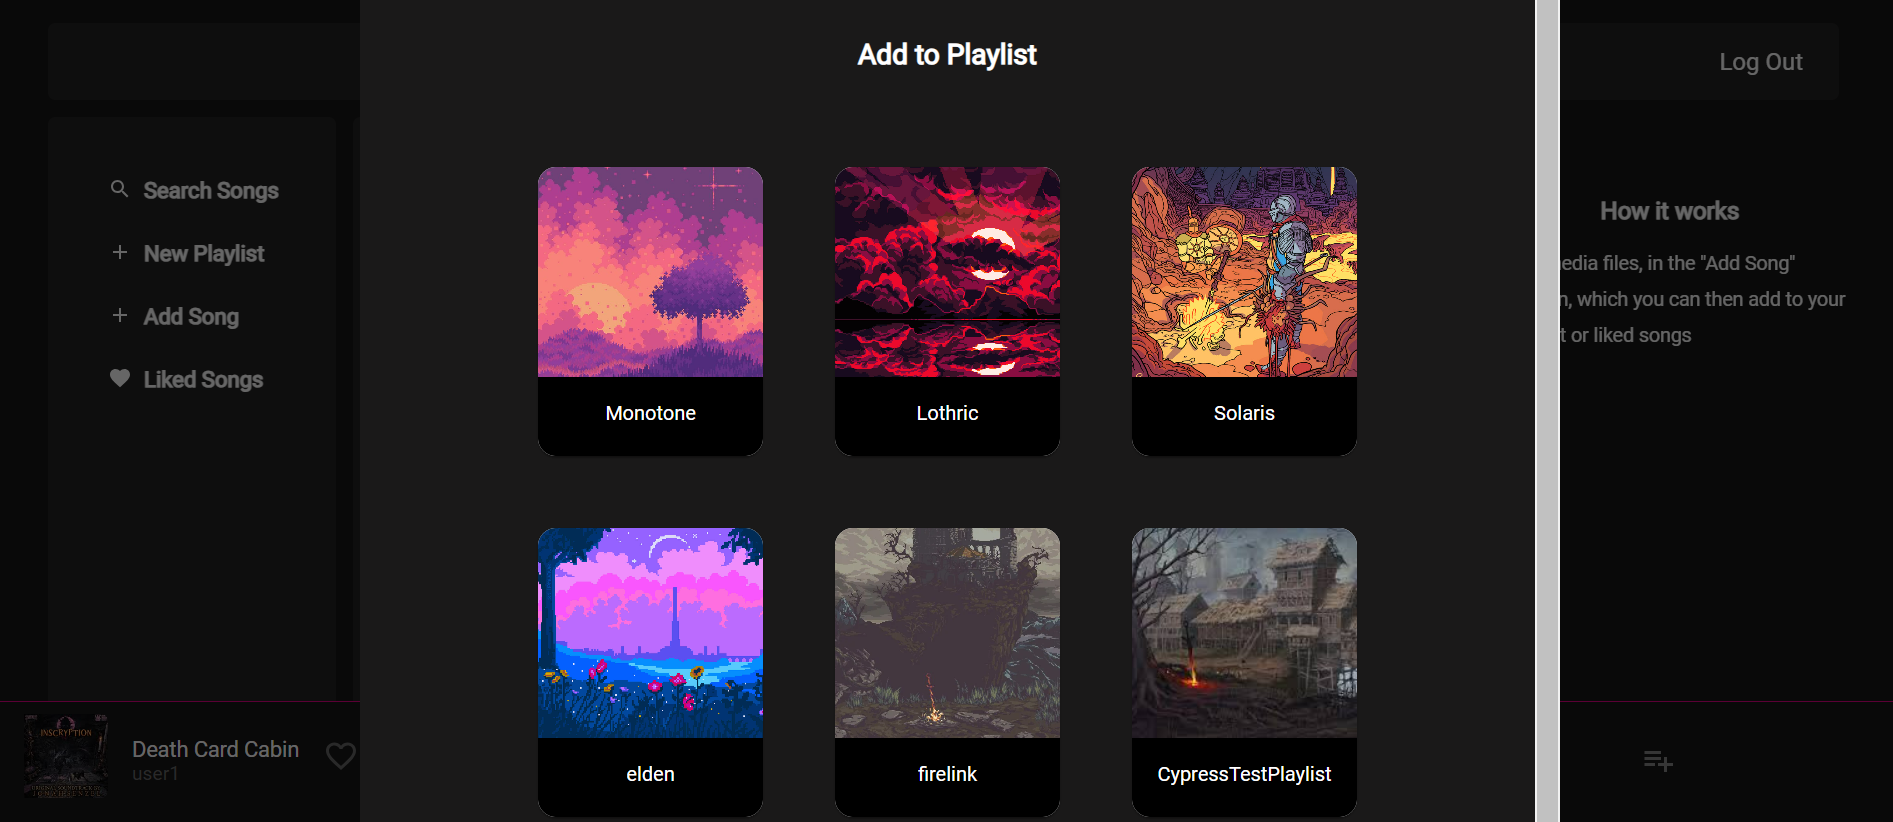 Add to Playlist
Log Out
Search Songs
New Playlist
Add Song
Liked Songs
How it works
edia files, in the "Add Song"
, which you can then add to your
t or liked songs
Monotone
Lothric
Solaris
elden
firelink
CypressTestPlaylist
INSCRYPTION
Death Card Cabin
user1